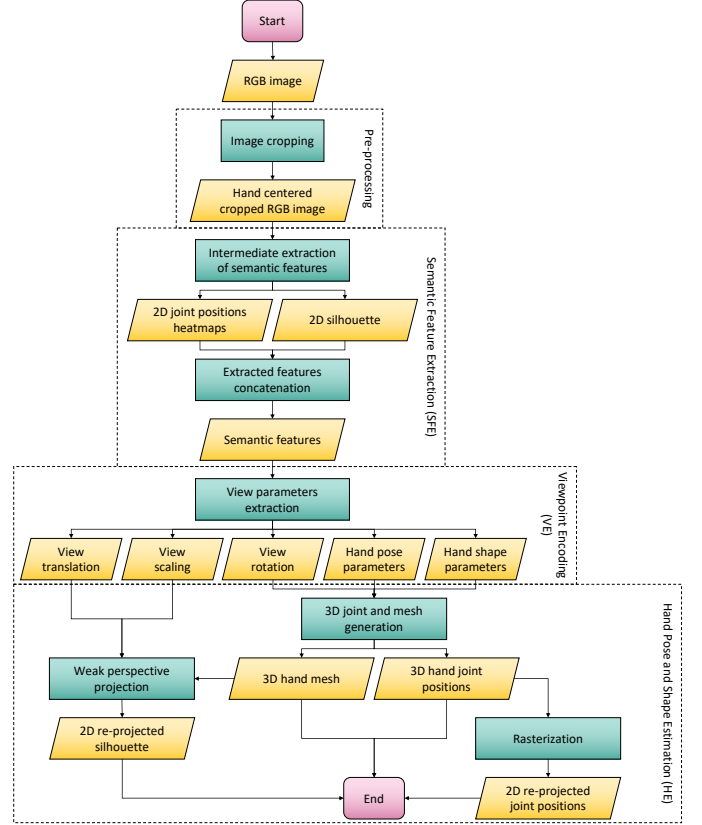 Start
RGB image
Pre-processing
Image cropping
Hand centered
cropped RGB image
Semantic Feature Extraction (SFE)
Intermediate extraction
of semantic features
2D joint positions
heatmaps
2D silhouette
Extracted features
concatenation
Semantic features
Viewpoint Encoding
(VE)
View parameters
extraction
View
translation
View
scaling
View
rotation
Hand pose
parameters
Hand shape
parameters
Hand Pose and Shape Estimation (HE)
3D joint and mesh
generation
Weak perspective
projection
3D hand mesh
3D hand joint
positions
2D re-projected
silhouette
Rasterization
End
2D re-projected
joint positions